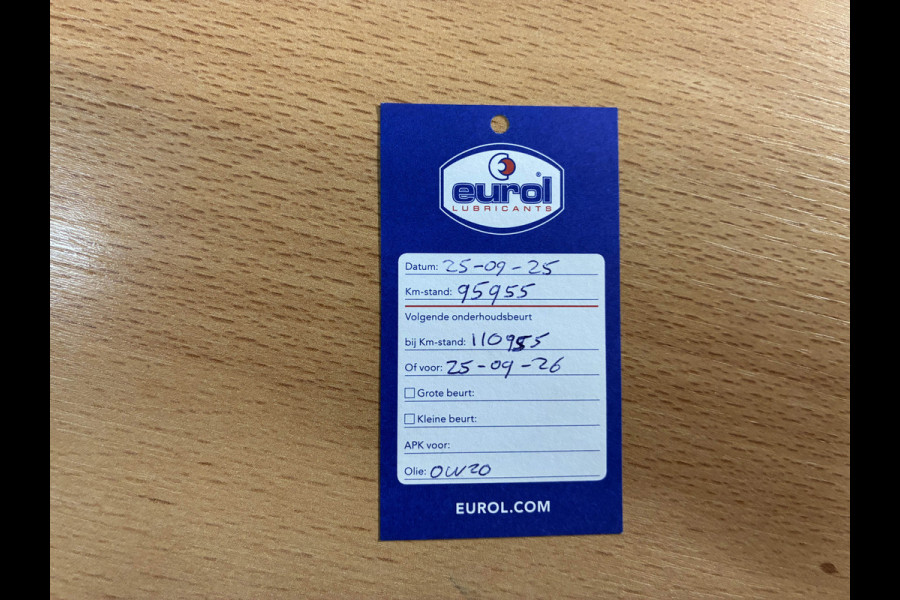 eurol®
LUBRICANTS
Datum: 25-09-25
Km-stand: 95955
Volgende onderhoudsbeurt
bij Km-stand: 110955
Of voor: 25-09-26
Grote beurt:
Kleine beurt:
APK voor:
Olie: 0W20
EUROL.COM